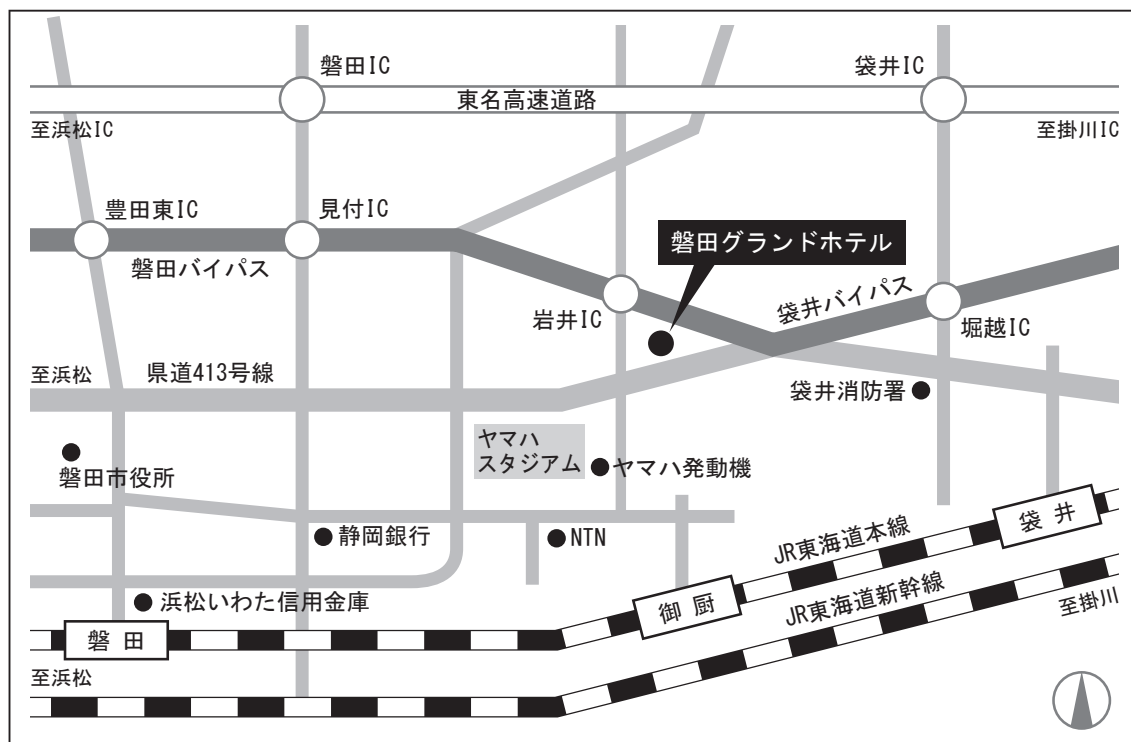 磐田IC
袋井IC
東名高速道路
至浜松IC
至掛川IC
豊田東IC
見付IC
磐田グランドホテル
磐田バイパス
袋井バイパス
岩井IC
堀越IC
至浜松
県道413号線
袋井消防署
ヤマハ
スタジアム
ヤマハ発動機
磐田市役所
静岡銀行
NTN
袋井
JR東海道本線
浜松いわた信用金庫
御厨
JR東海道新幹線
至掛川
磐田
至浜松